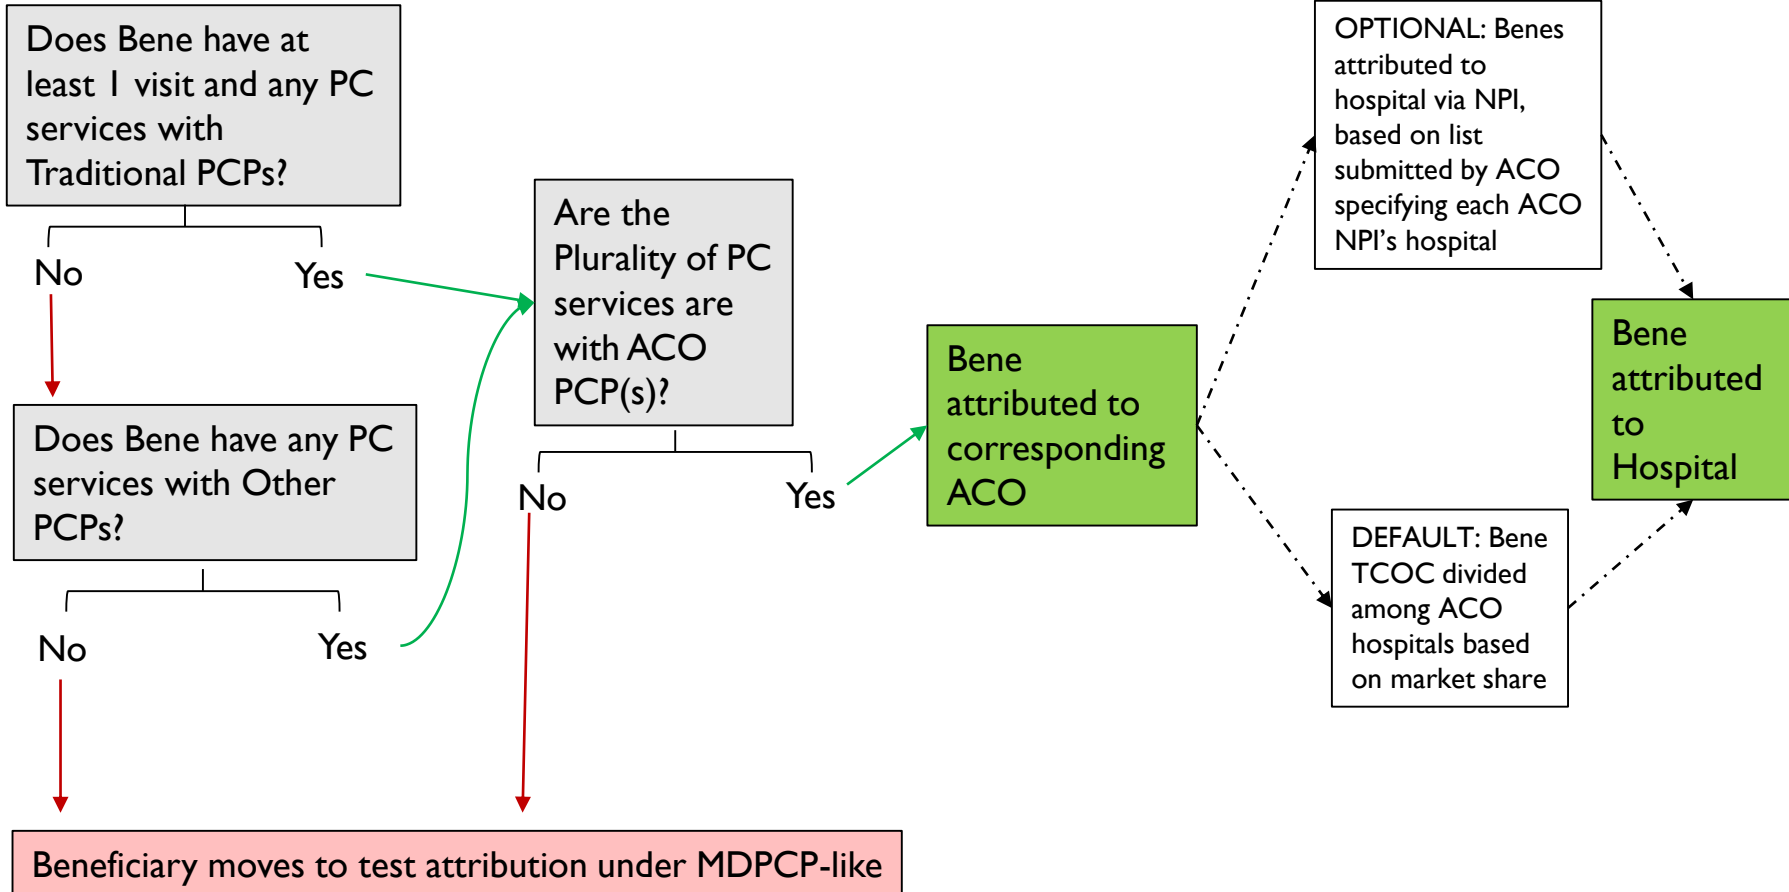 Does Bene have at
least 1 visit and any PC
services with
Traditional PCPs?
No
Yes
Does Bene have any PC
services with Other
PCPs?
No
Yes
Are the
Plurality of PC
services are
with ACO
PCP(s)?
No
Yes
Bene
attributed to
corresponding
ACO
OPTIONAL: Benes
attributed to
hospital via NPI,
based on list
submitted by ACO
specifying each ACO
NPI's hospital
DEFAULT: Bene
TCOC divided
among ACO
hospitals based
on market share
Bene
attributed
to
Hospital
Beneficiary moves to test attribution under MDPCP-like